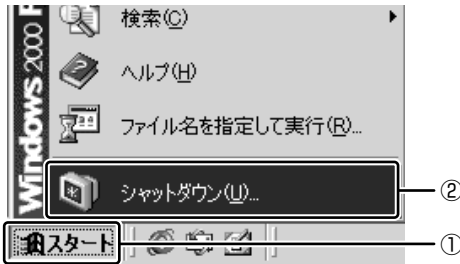 Windows 2000
検索(C)
ヘルプ(H)
ファイル名を指定して実行(R)...
シャットダウン(U)...
②
スタート
①